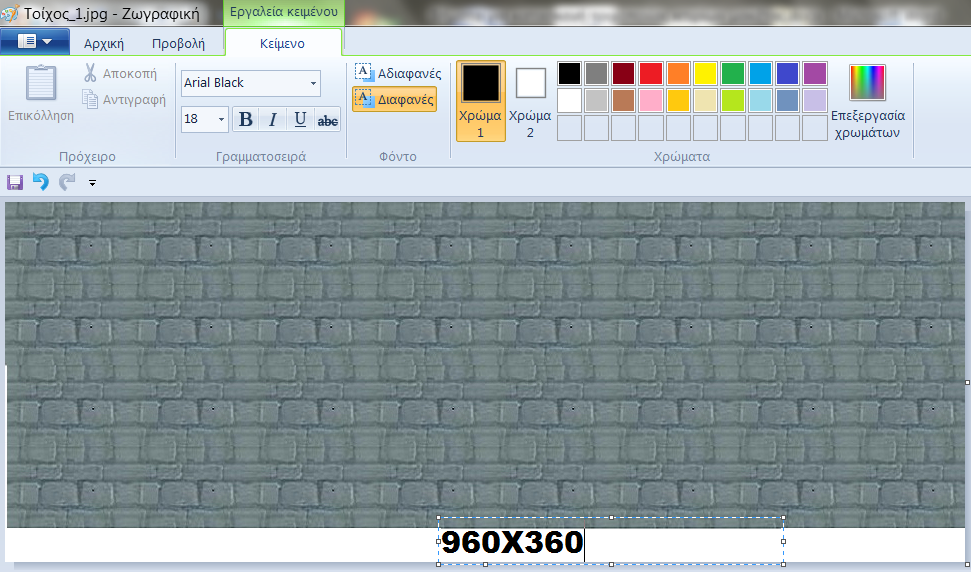 Τοίχος_1.jpg - Ζωγραφική
Εργαλεία κειμένου
Αρχική
Προβολή
Κείμενο
Επικόλληση
Αποκοπή
Αντιγραφή
Πρόχειρο
Arial Black
18
B I U abc
Γραμματοσειρά
Αδιαφανές
Διαφανές
Φόντο
Χρώμα 1
Χρώμα 2
Επεξεργασία χρωμάτων
Χρώματα
960X360